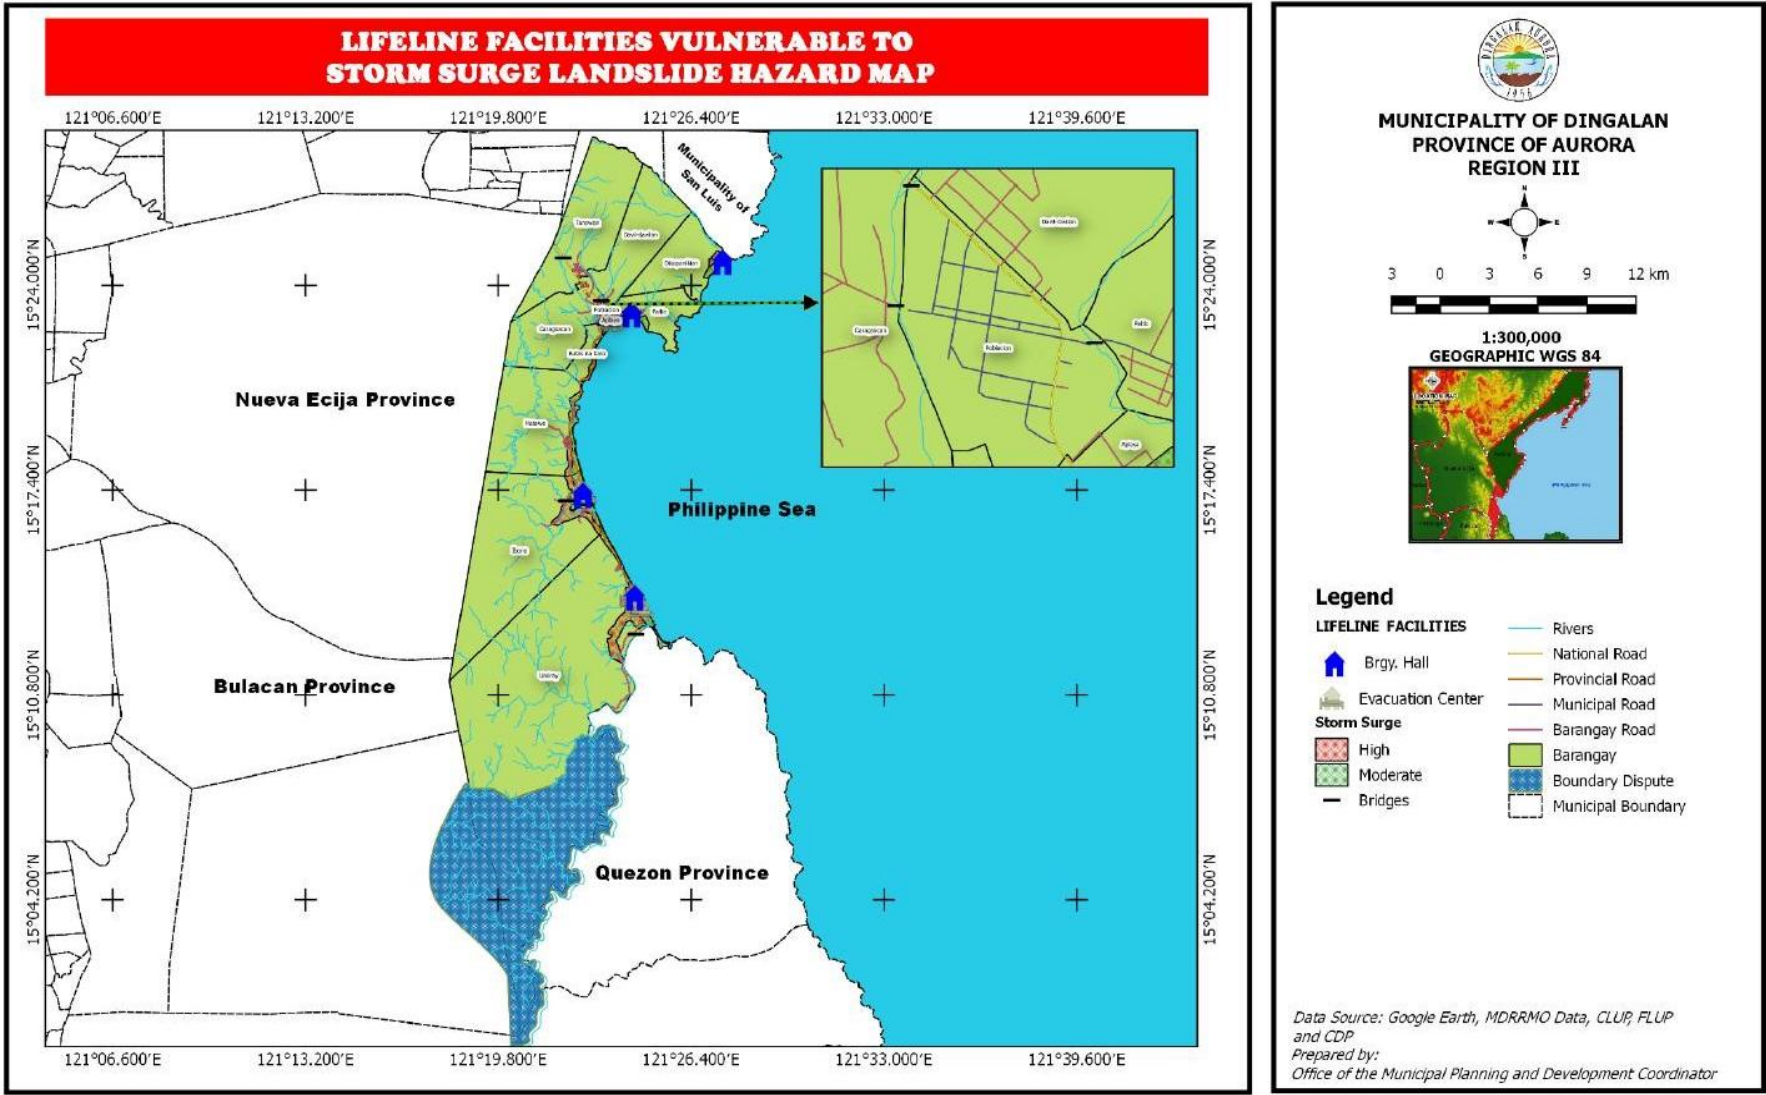 LIFELINE FACILITIES VULNERABLE TO
STORM SURGE LANDSLIDE HAZARD MAP
121°06.600'E 121°13.200'E 121°19.800'E 121°26.400'E 121°33.000'E 121°39.600'E
15°24.000'N
15°17.400'N
15°10.800'N
15°04.200'N
Municipality of
San Luis
Nueva Ecija Province
Philippine Sea
Bulacan Province
Quezon Province
Poblacion
15°24.000'N
15°17.400'N
15°10.800'N
15°04.200'N
121°06.600'E 121°13.200'E 121°19.800'E 121°26.400'E 121°33.000'E 121°39.600'E
DINGALAN AURORA
1956
MUNICIPALITY OF DINGALAN
PROVINCE OF AURORA
REGION III
N
W E
S
3 0 3 6 9 12 km
1:300,000
GEOGRAPHIC WGS 84
Legend
LIFELINE FACILITIES
Brgy. Hall
Evacuation Center
Storm Surge
High
Moderate
Bridges
Rivers
National Road
Provincial Road
Municipal Road
Barangay Road
Barangay
Boundary Dispute
Municipal Boundary
Data Source: Google Earth, MDRRMO Data, CLUP, FLUP
and CDP
Prepared by:
Office of the Municipal Planning and Development Coordinator